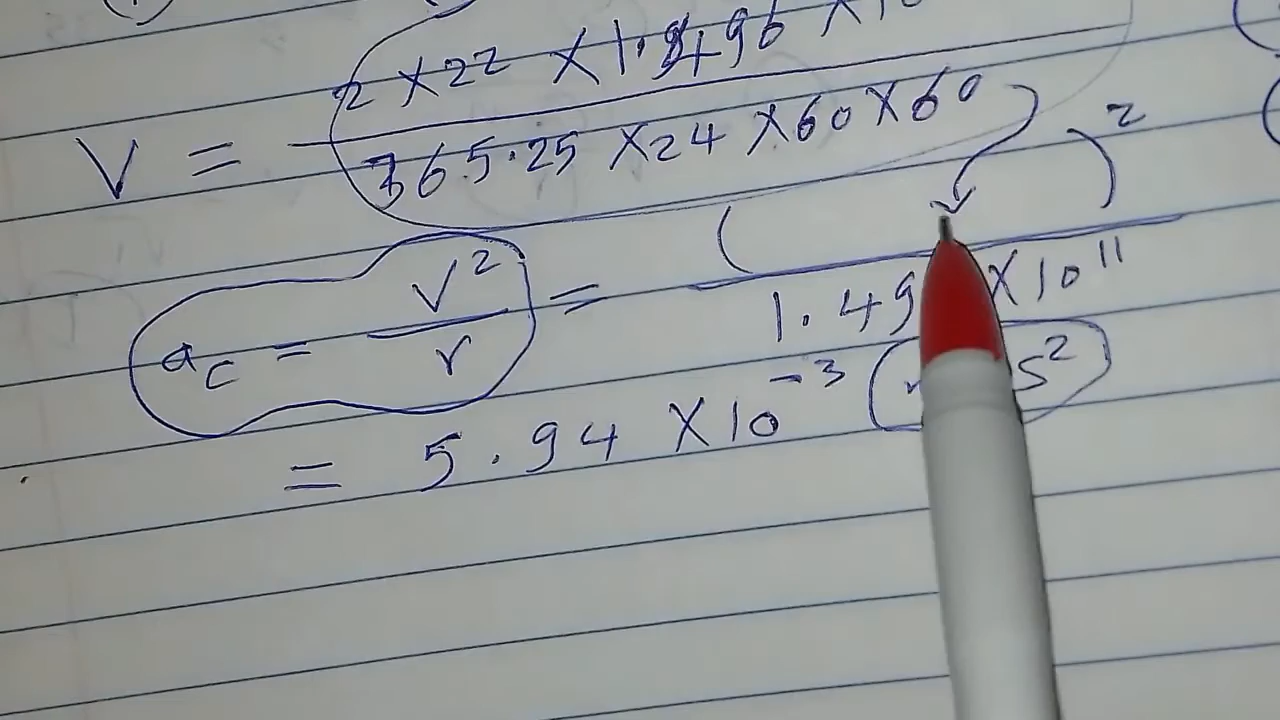 2 × 22 × 1.496 × 10
V =
365.25 × 24 × 60 × 60
( )²
a_c = V² / r =
1.49 × 10¹¹
= 5.94 × 10⁻³ s²